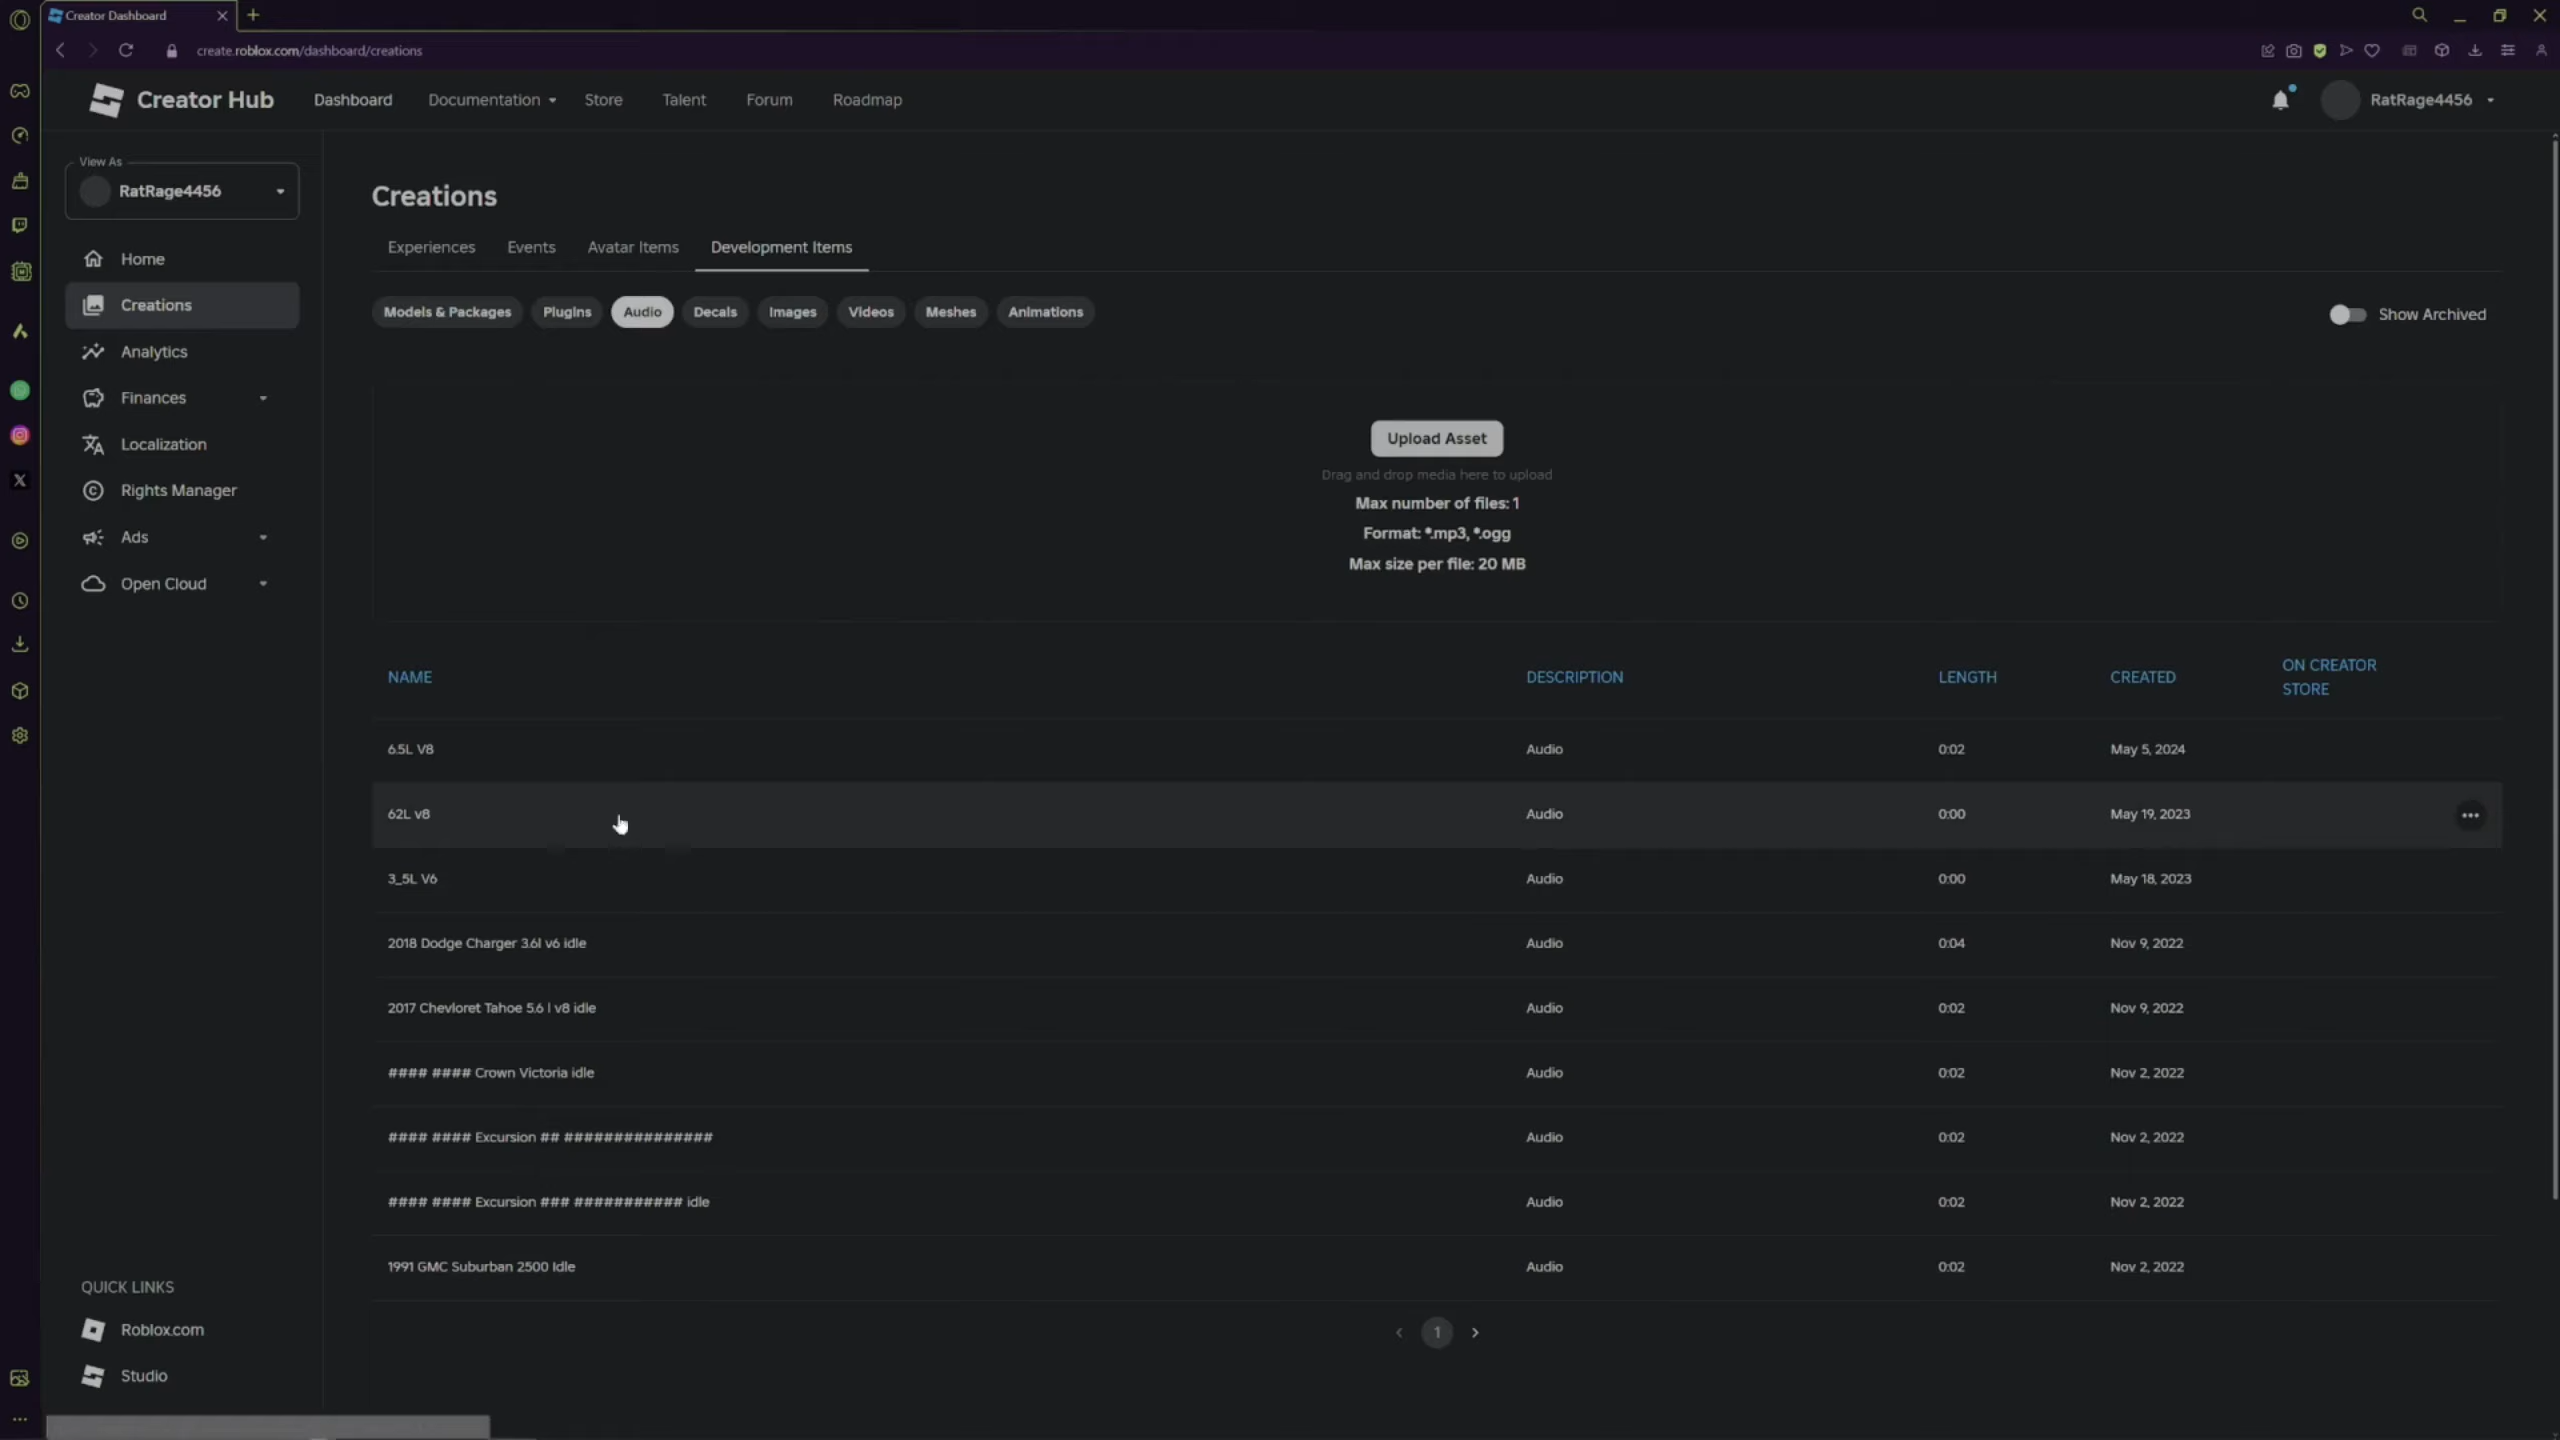 Creator Dashboard
create.roblox.com/dashboard/creations
Creator Hub
Dashboard
Documentation
Store
Talent
Forum
Roadmap
RatRage4456
View As
RatRage4456
Home
Creations
Analytics
Finances
Localization
Rights Manager
Ads
Open Cloud
Creations
Experiences
Events
Avatar Items
Development Items
Models & Packages
Plugins
Audio
Decals
Images
Videos
Meshes
Animations
Show Archived
Upload Asset
Drag and drop media here to upload
Max number of files: 1
Format: *.mp3, *.ogg
Max size per file: 20 MB
NAME DESCRIPTION LENGTH CREATED ON CREATOR STORE
6.5L V8 Audio 0:02 May 5, 2024
62L v8 Audio 0:00 May 19, 2023
3_5L V6 Audio 0:00 May 18, 2023
2018 Dodge Charger 3.6l v6 idle Audio 0:04 Nov 9, 2022
2017 Chevloret Tahoe 5.6 l v8 idle Audio 0:02 Nov 9, 2022
#### #### Crown Victoria idle Audio 0:02 Nov 2, 2022
#### #### Excursion ## ############### Audio 0:02 Nov 2, 2022
#### #### Excursion ### ########### idle Audio 0:02 Nov 2, 2022
1991 GMC Suburban 2500 Idle Audio 0:02 Nov 2, 2022
1
QUICK LINKS
Roblox.com
Studio